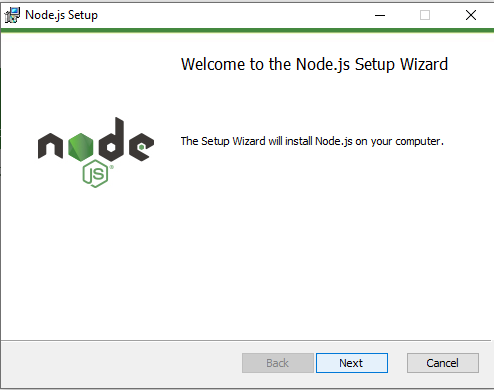 Node.js Setup
Welcome to the Node.js Setup Wizard
The Setup Wizard will install Node.js on your computer.
node
JS®
Back Next Cancel